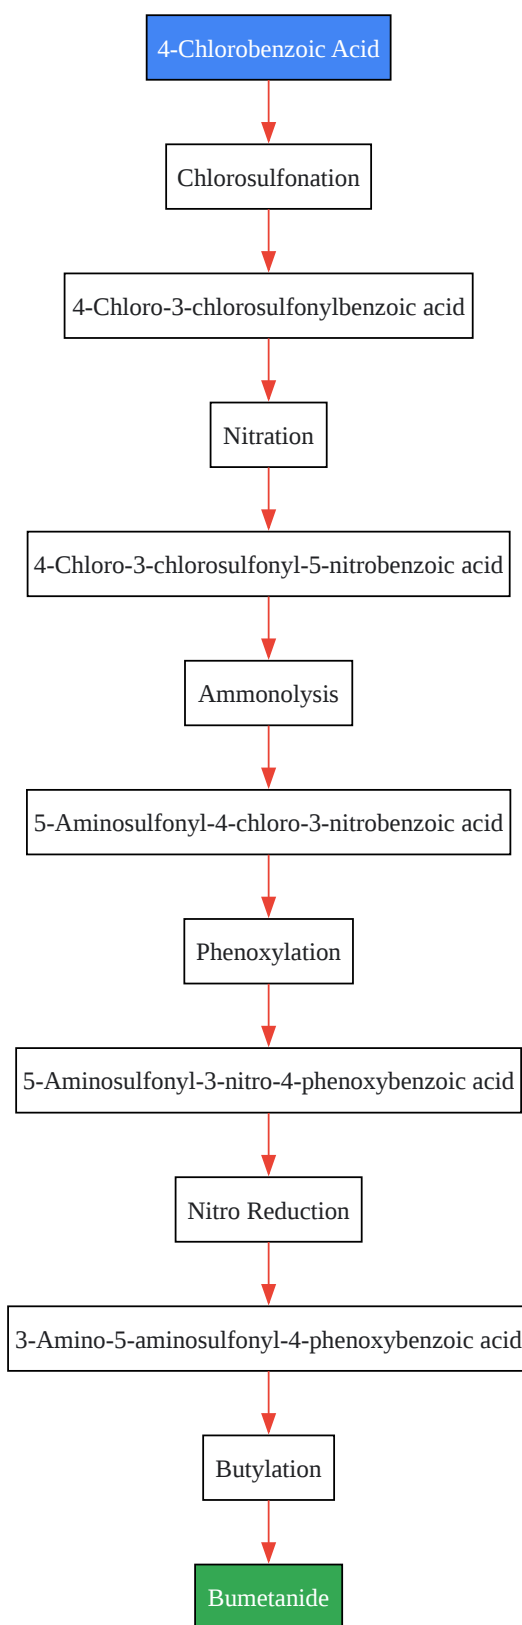 4-Chlorobenzoic Acid
Chlorosulfonation
4-Chloro-3-chlorosulfonylbenzoic acid
Nitration
4-Chloro-3-chlorosulfonyl-5-nitrobenzoic acid
Ammonolysis
5-Aminosulfonyl-4-chloro-3-nitrobenzoic acid
Phenoxylation
5-Aminosulfonyl-3-nitro-4-phenoxybenzoic acid
Nitro Reduction
3-Amino-5-aminosulfonyl-4-phenoxybenzoic acid
Butylation
Bumetanide